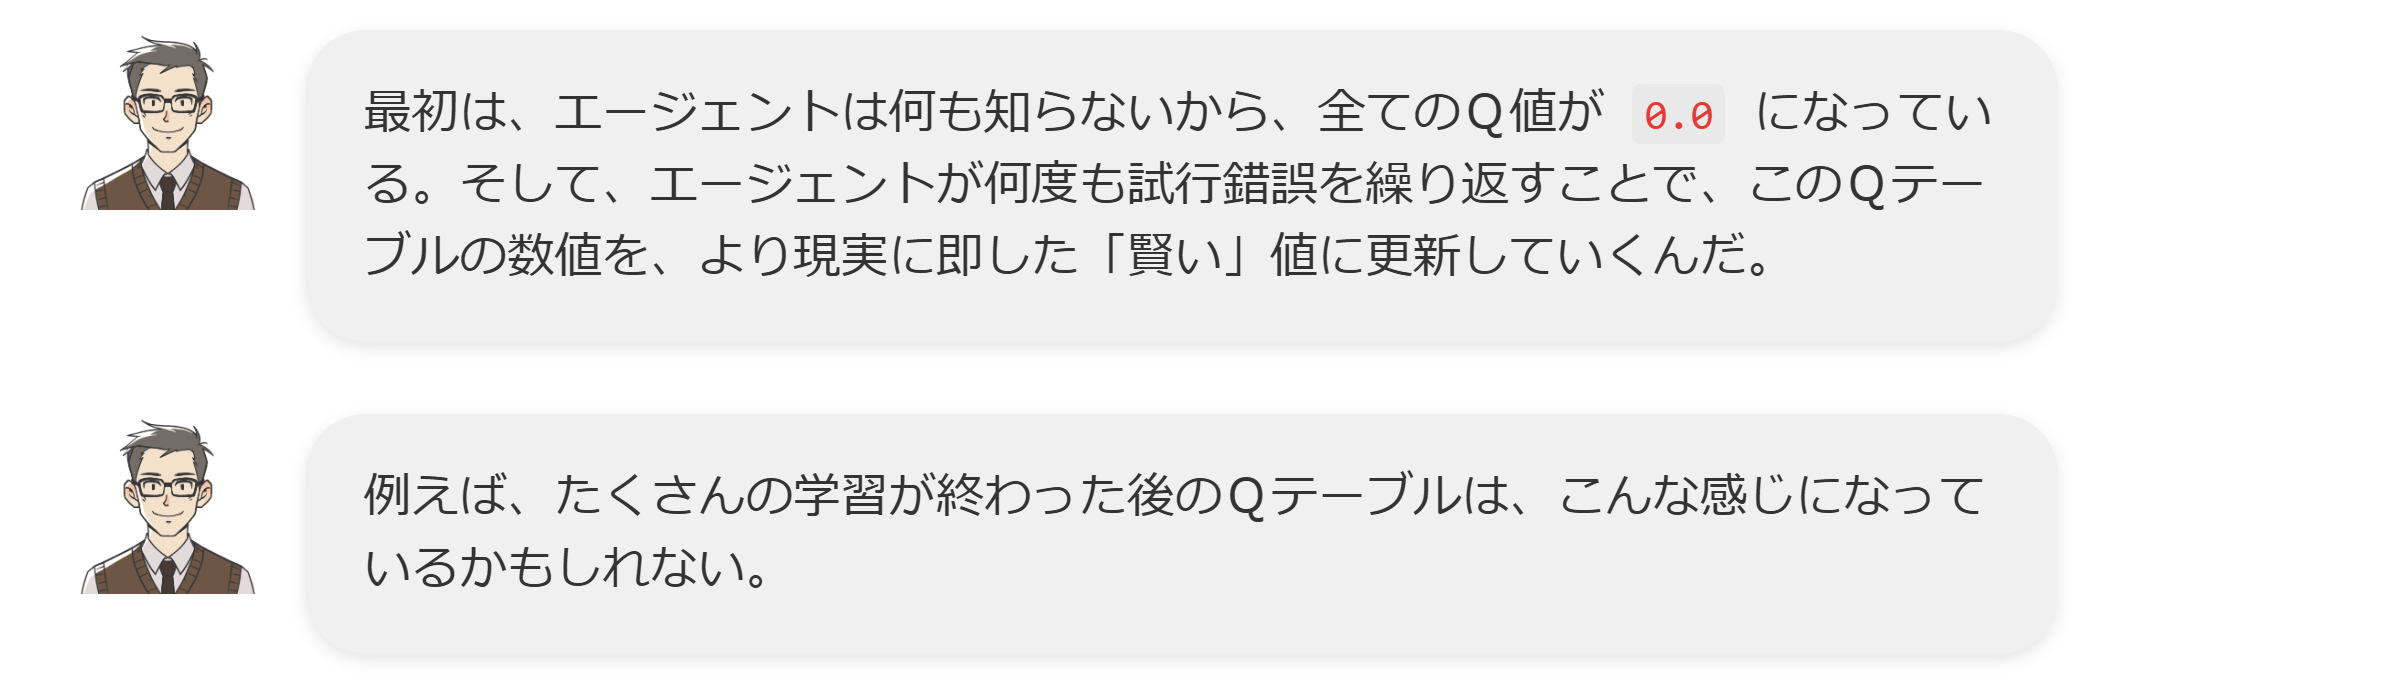 最初は、エージェントは何も知らないから、全てのQ値が 0.0 になってい
る。そして、エージェントが何度も試行錯誤を繰り返すことで、このQテー
ブルの数値を、より現実に即した「賢い」値に更新していくんだ。
例えば、たくさんの学習が終わった後のQテーブルは、こんな感じになって
いるかもしれない。